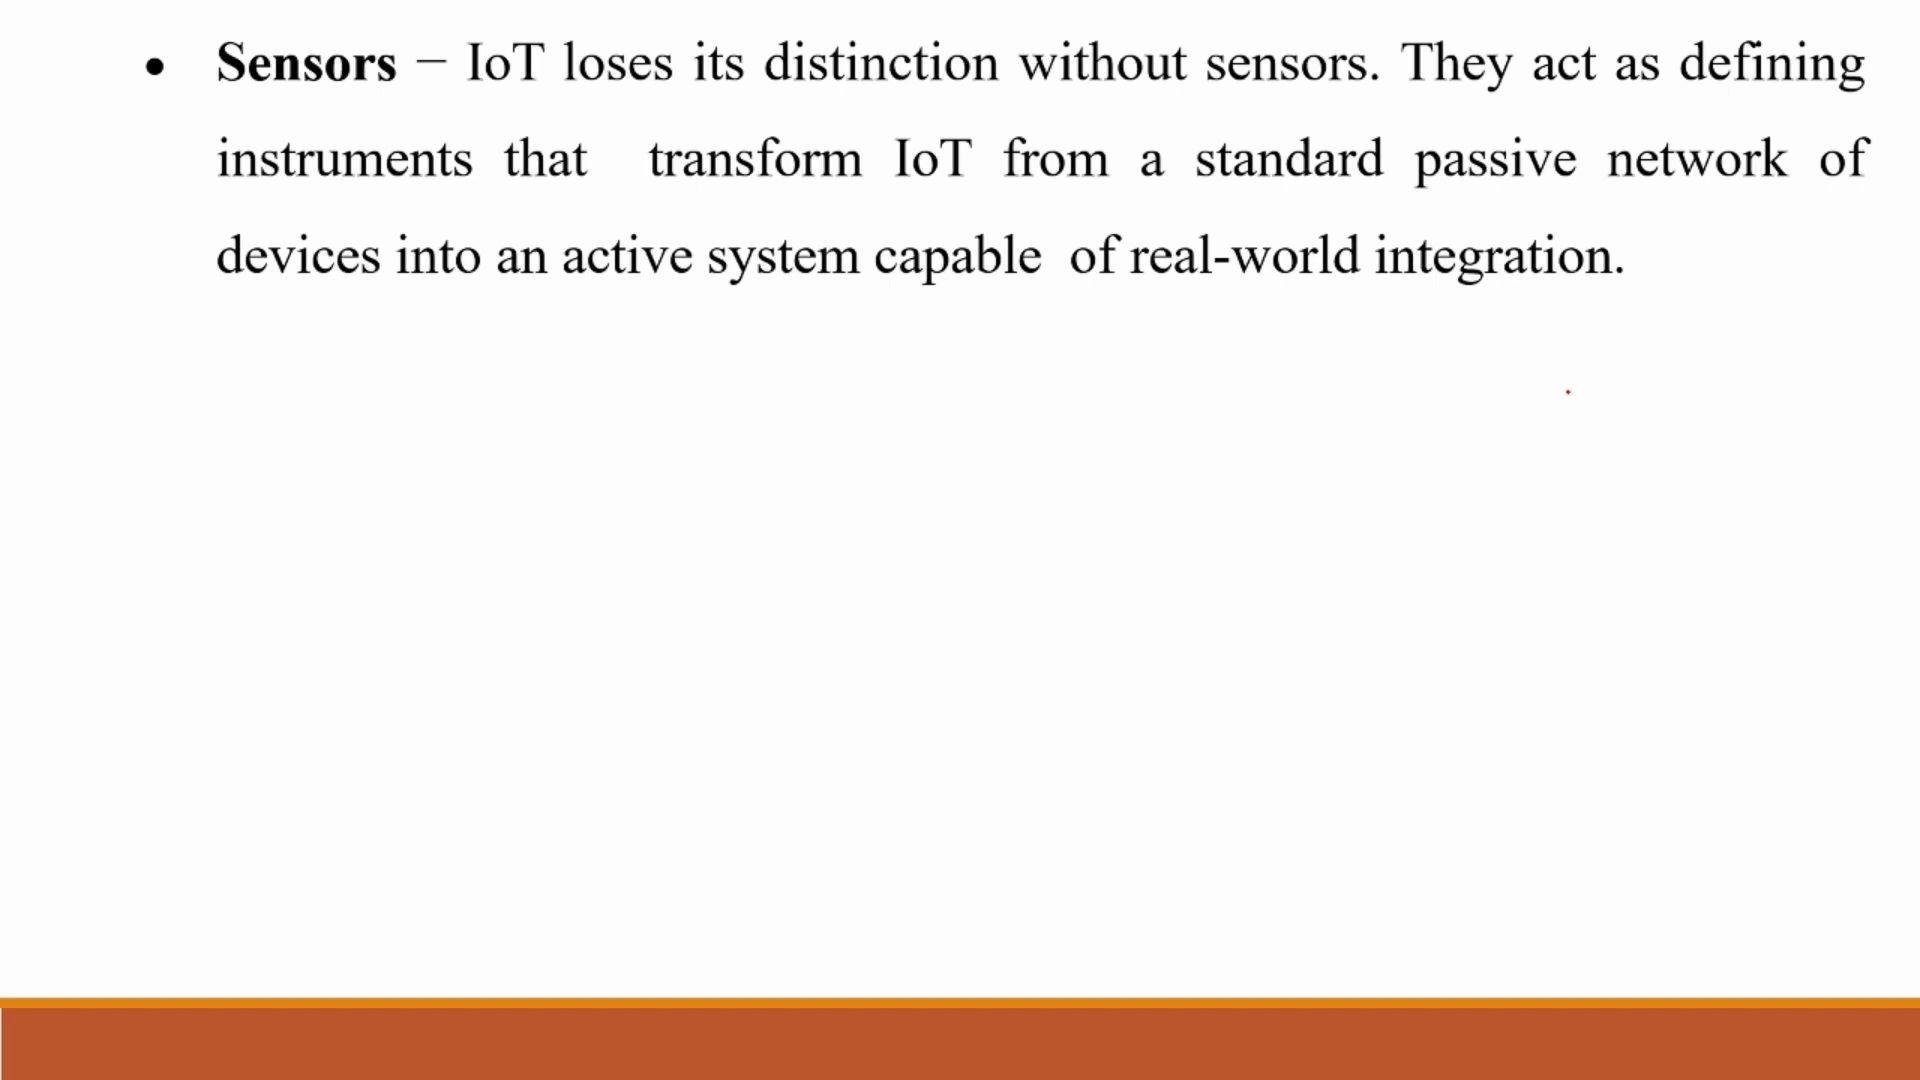 • Sensors − IoT loses its distinction without sensors. They act as defining
instruments that transform IoT from a standard passive network of
devices into an active system capable of real-world integration.